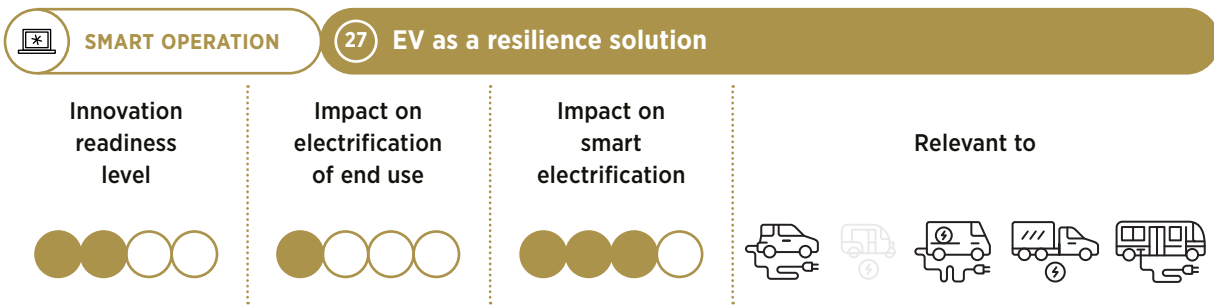 SMART OPERATION
27 EV as a resilience solution
Innovation
readiness
level
Impact on
electrification
of end use
Impact on
smart
electrification
Relevant to